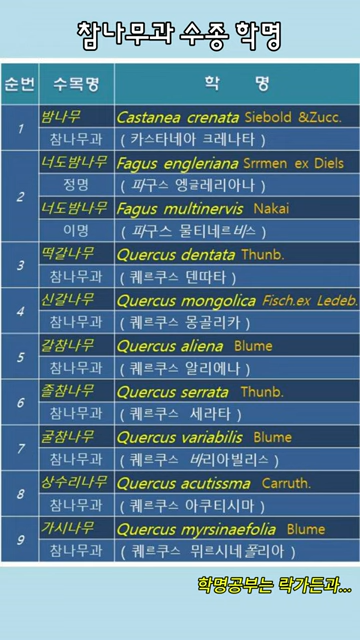 참나무과 수종 학명
순번 수목명 학 명
1 밤나무 Castanea crenata Siebold &Zucc.
참나무과 ( 카스타네아 크레나타 )
2 너도밤나무 Fagus engleriana Srrmen ex Diels
정명 ( 파구스 앵글레리아나 )
너도밤나무 Fagus multinervis Nakai
이명 ( 파구스 물티네르비스 )
3 떡갈나무 Quercus dentata Thunb.
참나무과 ( 퀘르쿠스 덴따타 )
4 신갈나무 Quercus mongolica Fisch.ex Ledeb.
참나무과 ( 퀘르쿠스 몽골리카 )
5 갈참나무 Quercus aliena Blume
참나무과 ( 퀘르쿠스 알리에나 )
6 졸참나무 Quercus serrata Thunb.
참나무과 ( 퀘르쿠스 세라타 )
7 굴참나무 Quercus variabilis Blume
참나무과 ( 퀘르쿠스 바리아빌리스 )
8 상수리나무 Quercus acutissma Carruth.
참나무과 ( 퀘르쿠스 아쿠티시마 )
9 가시나무 Quercus myrsinaefolia Blume
참나무과 ( 퀘르쿠스 뮈르시네폴리아 )
학명공부는 락가든과...